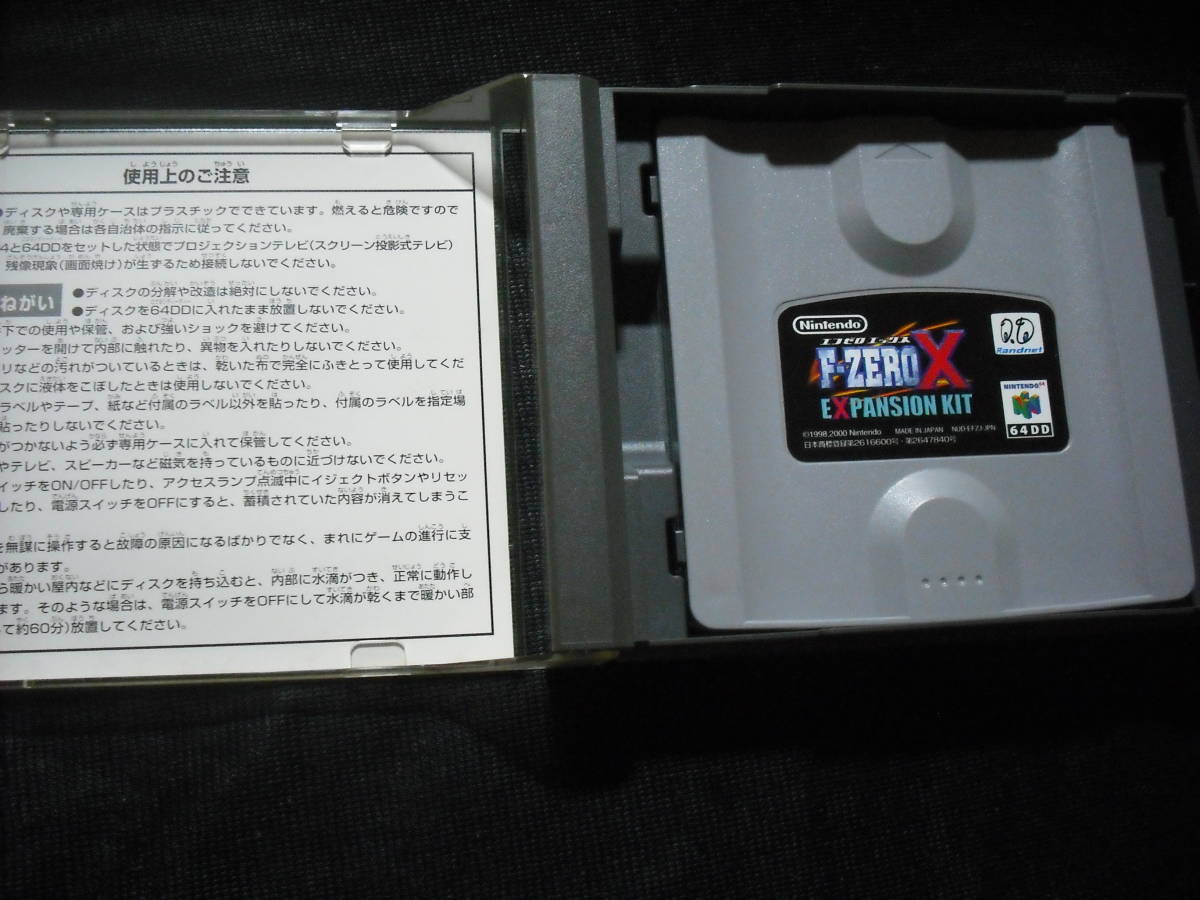 使用上のご注意
●ディスクや専用ケースはプラスチックでできています。燃えると危険ですので
廃棄する場合は各自治体の指示に従ってください。
4と64DDをセットした状態でプロジェクションテレビ(スクリーン投影式テレビ)
残像現象(画面焼け)が生ずるため接続しないでください。
ねがい
●ディスクの分解や改造は絶対にしないでください。
●ディスクを64DDに入れたまま放置しないでください。
下での使用や保管、および強いショックを避けてください。
ッターを開けて内部に触れたり、異物を入れたりしないでください。
リなどの汚れがついているときは、乾いた布で完全にふきとって使用してくだ
スクに液体をこぼしたときは使用しないでください。
ラベルやテープ、紙など付属のラベル以外を貼ったり、付属のラベルを指定場
貼ったりしないでください。
がつかないよう必ず専用ケースに入れて保管してください。
やテレビ、スピーカーなど磁気を持っているものに近づけないでください。
イッチをON/OFFしたり、アクセスランプ点滅中にイジェクトボタンやリセッ
したり、電源スイッチをOFFにすると、蓄積されていた内容が消えてしまうこ
を無謀に操作すると故障の原因になるばかりでなく、まれにゲームの進行に支
があります。
ら暖かい屋内などにディスクを持ち込むと、内部に水滴がつき、正常に動作し
ます。そのような場合は、電源スイッチをOFFにして水滴が乾くまで暖かい部
て約60分)放置してください。
Nintendo
エフゼロ エックス
F-ZERO X
EXPANSION KIT
©1998,2000 Nintendo MADE IN JAPAN NUD-EFZJ-JPN
日本商標登録第2616600号・第2647840号
Randnet
NINTENDO 64
64DD